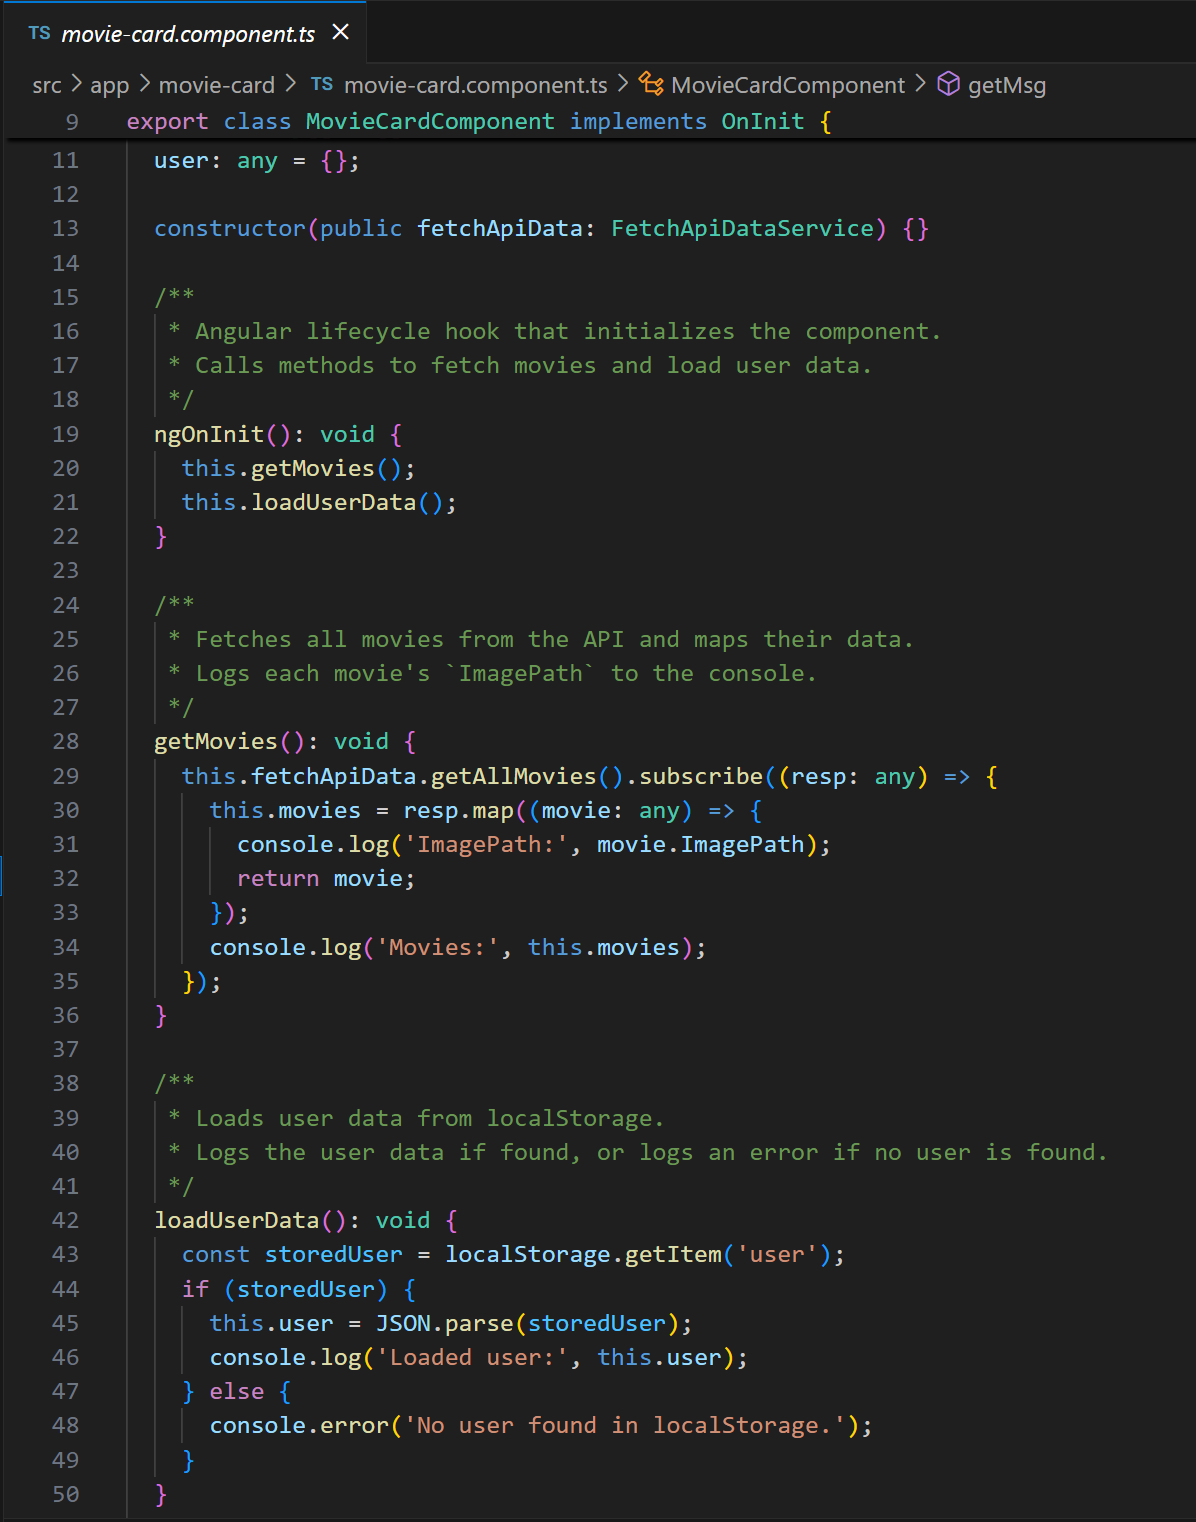 TS movie-card.component.ts ×
src > app > movie-card > TS movie-card.component.ts > MovieCardComponent > getMsg
9 export class MovieCardComponent implements OnInit {
11   user: any = {};
12
13   constructor(public fetchApiData: FetchApiDataService) {}
14
15   /**
16    * Angular lifecycle hook that initializes the component.
17    * Calls methods to fetch movies and load user data.
18    */
19   ngOnInit(): void {
20     this.getMovies();
21     this.loadUserData();
22   }
23
24   /**
25    * Fetches all movies from the API and maps their data.
26    * Logs each movie's `ImagePath` to the console.
27    */
28   getMovies(): void {
29     this.fetchApiData.getAllMovies().subscribe((resp: any) => {
30       this.movies = resp.map((movie: any) => {
31         console.log('ImagePath:', movie.ImagePath);
32         return movie;
33       });
34       console.log('Movies:', this.movies);
35     });
36   }
37
38   /**
39    * Loads user data from localStorage.
40    * Logs the user data if found, or logs an error if no user is found.
41    */
42   loadUserData(): void {
43     const storedUser = localStorage.getItem('user');
44     if (storedUser) {
45       this.user = JSON.parse(storedUser);
46       console.log('Loaded user:', this.user);
47     } else {
48       console.error('No user found in localStorage.');
49     }
50   }